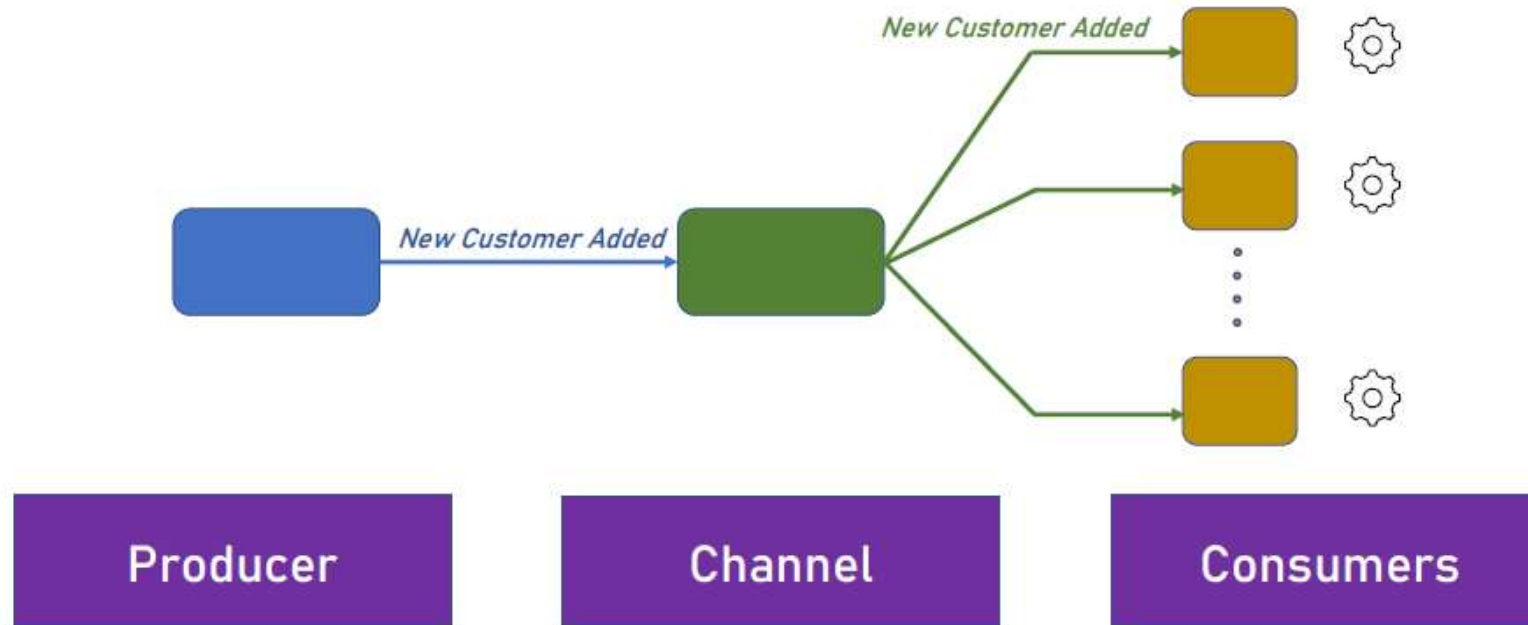 New Customer Added
New Customer Added
Producer
Channel
Consumers